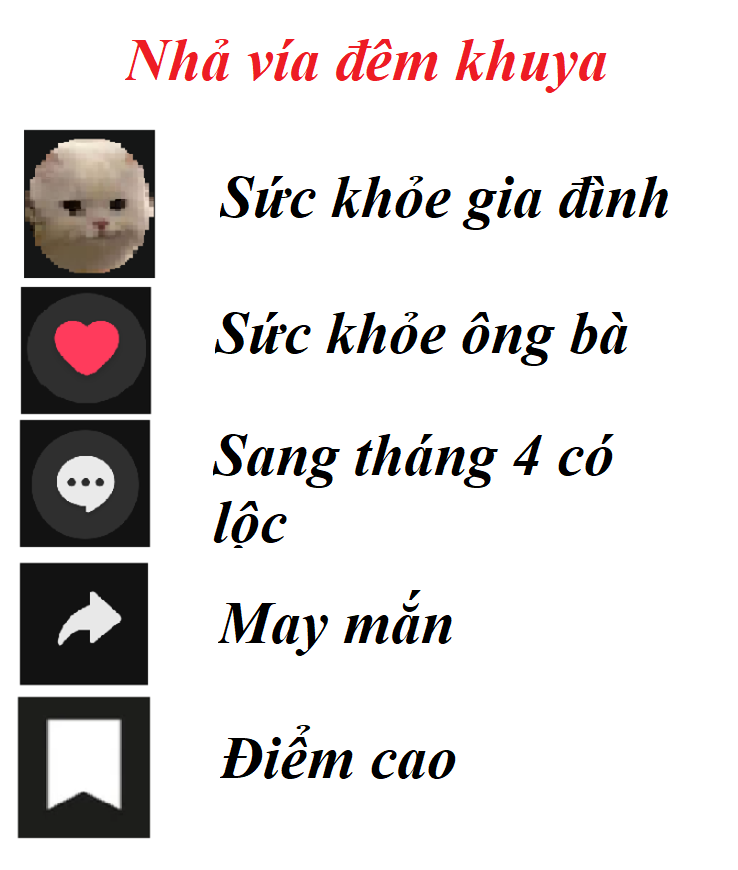 Nhả vía đêm khuya
Sức khỏe gia đình
Sức khỏe ông bà
Sang tháng 4 có
lộc
May mắn
Điểm cao